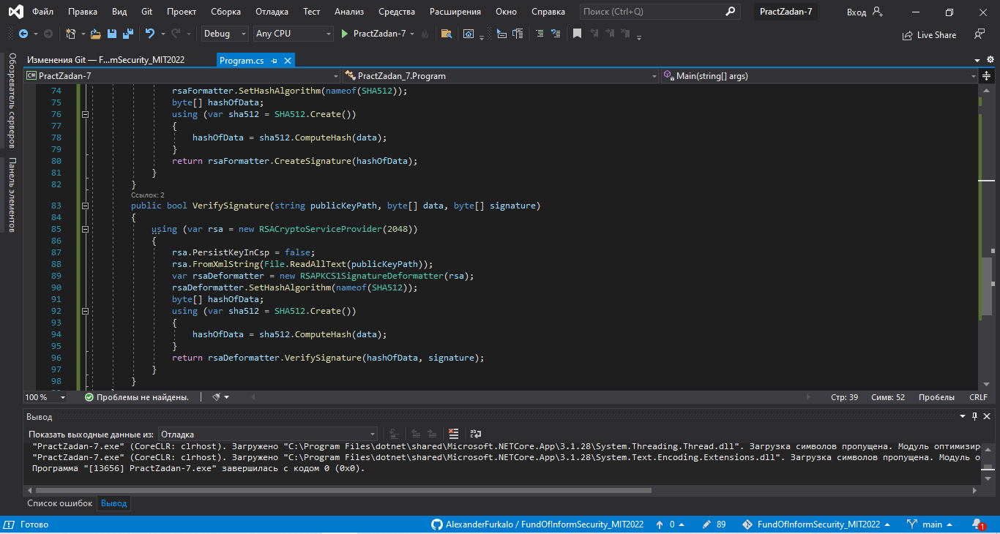 Файл Правка Вид Git Проект Сборка Отладка Тест Анализ Средства Расширения Окно Справка Поиск (Ctrl+Q) PractZadan-7 Вход
Debug Any CPU PractZadan-7 Live Share
Обозреватель серверов
Панель элементов
Изменения Git — F...mSecurity_MIT2022 Program.cs
C# PractZadan-7 PractZadan_7.Program Main(string[] args)
74 rsaFormatter.SetHashAlgorithm(nameof(SHA512));
75 byte[] hashOfData;
76 using (var sha512 = SHA512.Create())
77 {
78 hashOfData = sha512.ComputeHash(data);
79 }
80 return rsaFormatter.CreateSignature(hashOfData);
81 }
82 }
Ссылок: 2
83 public bool VerifySignature(string publicKeyPath, byte[] data, byte[] signature)
84 {
85 using (var rsa = new RSACryptoServiceProvider(2048))
86 {
87 rsa.PersistKeyInCsp = false;
88 rsa.FromXmlString(File.ReadAllText(publicKeyPath));
89 var rsaDeformatter = new RSAPKCS1SignatureDeformatter(rsa);
90 rsaDeformatter.SetHashAlgorithm(nameof(SHA512));
91 byte[] hashOfData;
92 using (var sha512 = SHA512.Create())
93 {
94 hashOfData = sha512.ComputeHash(data);
95 }
96 return rsaDeformatter.VerifySignature(hashOfData, signature);
97 }
98 }
100 % Проблемы не найдены. Стр: 39 Симв: 52 Пробелы CRLF
Вывод
Показать выходные данные из: Отладка
"PractZadan-7.exe" (CoreCLR: clrhost). Загружено "C:\Program Files\dotnet\shared\Microsoft.NETCore.App\3.1.28\System.Threading.Thread.dll". Загрузка символов пропущена. Модуль оптимизир
"PractZadan-7.exe" (CoreCLR: clrhost). Загружено "C:\Program Files\dotnet\shared\Microsoft.NETCore.App\3.1.28\System.Text.Encoding.Extensions.dll". Загрузка символов пропущена. Модуль о
Программа "[13656] PractZadan-7.exe" завершилась с кодом 0 (0x0).
Список ошибок Вывод
Готово AlexanderFurkalo / FundOfInformSecurity_MIT2022 0 89 FundOfInformSecurity_MIT2022 main 1